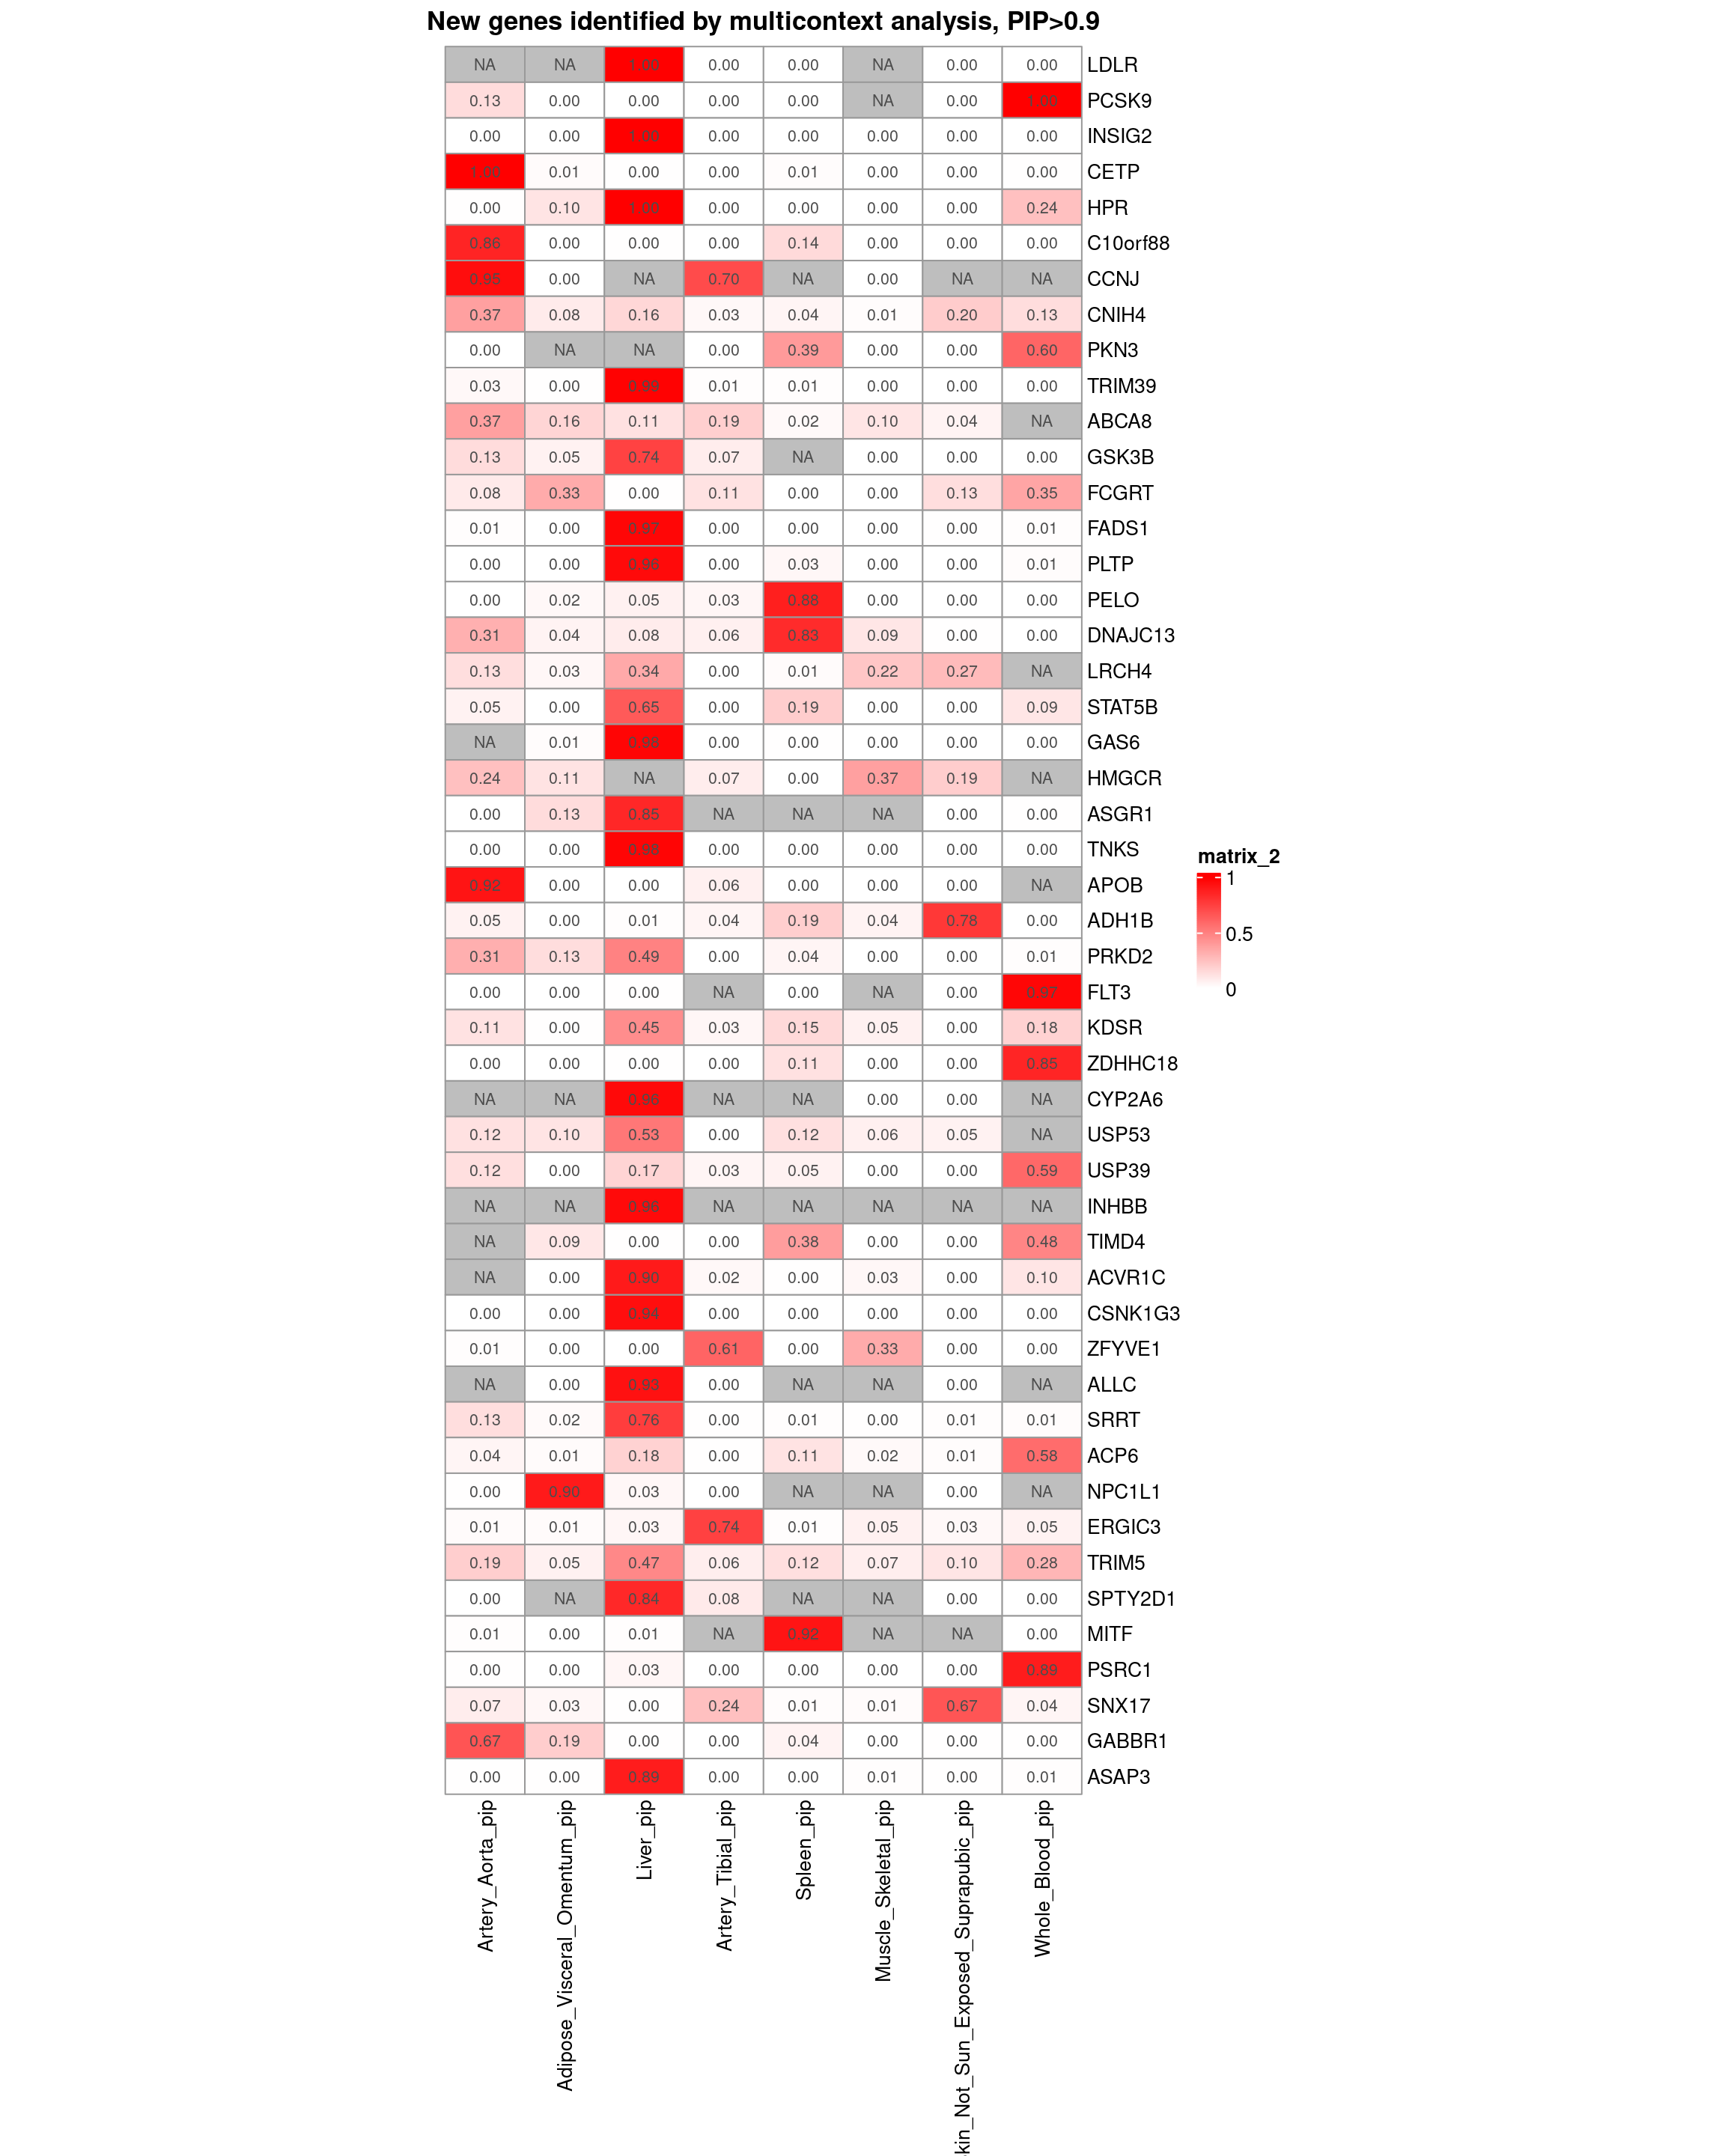 New genes identified by multicontext analysis, PIP>0.9
NA NA 1.00 0.00 0.00 NA 0.00 0.00 LDLR
0.13 0.00 0.00 0.00 0.00 NA 0.00 1.00 PCSK9
0.00 0.00 1.00 0.00 0.00 0.00 0.00 0.00 INSIG2
1.00 0.01 0.00 0.00 0.01 0.00 0.00 0.00 CETP
0.00 0.10 1.00 0.00 0.00 0.00 0.00 0.24 HPR
0.86 0.00 0.00 0.00 0.14 0.00 0.00 0.00 C10orf88
0.95 0.00 NA 0.70 NA 0.00 NA NA CCNJ
0.37 0.08 0.16 0.03 0.04 0.01 0.20 0.13 CNIH4
0.00 NA NA 0.00 0.39 0.00 0.00 0.60 PKN3
0.03 0.00 0.99 0.01 0.01 0.00 0.00 0.00 TRIM39
0.37 0.16 0.11 0.19 0.02 0.10 0.04 NA ABCA8
0.13 0.05 0.74 0.07 NA 0.00 0.00 0.00 GSK3B
0.08 0.33 0.00 0.11 0.00 0.00 0.13 0.35 FCGRT
0.01 0.00 0.97 0.00 0.00 0.00 0.00 0.01 FADS1
0.00 0.00 0.96 0.00 0.03 0.00 0.00 0.01 PLTP
0.00 0.02 0.05 0.03 0.88 0.00 0.00 0.00 PELO
0.31 0.04 0.08 0.06 0.83 0.09 0.00 0.00 DNAJC13
0.13 0.03 0.34 0.00 0.01 0.22 0.27 NA LRCH4
0.05 0.00 0.65 0.00 0.19 0.00 0.00 0.09 STAT5B
NA 0.01 0.98 0.00 0.00 0.00 0.00 0.00 GAS6
0.24 0.11 NA 0.07 0.00 0.37 0.19 NA HMGCR
0.00 0.13 0.85 NA NA NA 0.00 0.00 ASGR1
0.00 0.00 0.98 0.00 0.00 0.00 0.00 0.00 TNKS
0.92 0.00 0.00 0.06 0.00 0.00 0.00 NA APOB
0.05 0.00 0.01 0.04 0.19 0.04 0.78 0.00 ADH1B
0.31 0.13 0.49 0.00 0.04 0.00 0.00 0.01 PRKD2
0.00 0.00 0.00 NA 0.00 NA 0.00 0.97 FLT3
0.11 0.00 0.45 0.03 0.15 0.05 0.00 0.18 KDSR
0.00 0.00 0.00 0.00 0.11 0.00 0.00 0.85 ZDHHC18
NA NA 0.96 NA NA 0.00 0.00 NA CYP2A6
0.12 0.10 0.53 0.00 0.12 0.06 0.05 NA USP53
0.12 0.00 0.17 0.03 0.05 0.00 0.00 0.59 USP39
NA NA 0.96 NA NA NA NA NA INHBB
NA 0.09 0.00 0.00 0.38 0.00 0.00 0.48 TIMD4
NA 0.00 0.90 0.02 0.00 0.03 0.00 0.10 ACVR1C
0.00 0.00 0.94 0.00 0.00 0.00 0.00 0.00 CSNK1G3
0.01 0.00 0.00 0.61 0.00 0.33 0.00 0.00 ZFYVE1
NA 0.00 0.93 0.00 NA NA 0.00 NA ALLC
0.13 0.02 0.76 0.00 0.01 0.00 0.01 0.01 SRRT
0.04 0.01 0.18 0.00 0.11 0.02 0.01 0.58 ACP6
0.00 0.90 0.03 0.00 NA NA 0.00 NA NPC1L1
0.01 0.01 0.03 0.74 0.01 0.05 0.03 0.05 ERGIC3
0.19 0.05 0.47 0.06 0.12 0.07 0.10 0.28 TRIM5
0.00 NA 0.84 0.08 NA NA 0.00 0.00 SPTY2D1
0.01 0.00 0.01 NA 0.92 NA NA 0.00 MITF
0.00 0.00 0.03 0.00 0.00 0.00 0.00 0.89 PSRC1
0.07 0.03 0.00 0.24 0.01 0.01 0.67 0.04 SNX17
0.67 0.19 0.00 0.00 0.04 0.00 0.00 0.00 GABBR1
0.00 0.00 0.89 0.00 0.00 0.01 0.00 0.01 ASAP3
Artery_Aorta_pip
Adipose_Visceral_Omentum_pip
Liver_pip
Artery_Tibial_pip
Spleen_pip
Muscle_Skeletal_pip
kin_Not_Sun_Exposed_Suprapubic_pip
Whole_Blood_pip
matrix_2
1
0.5
0